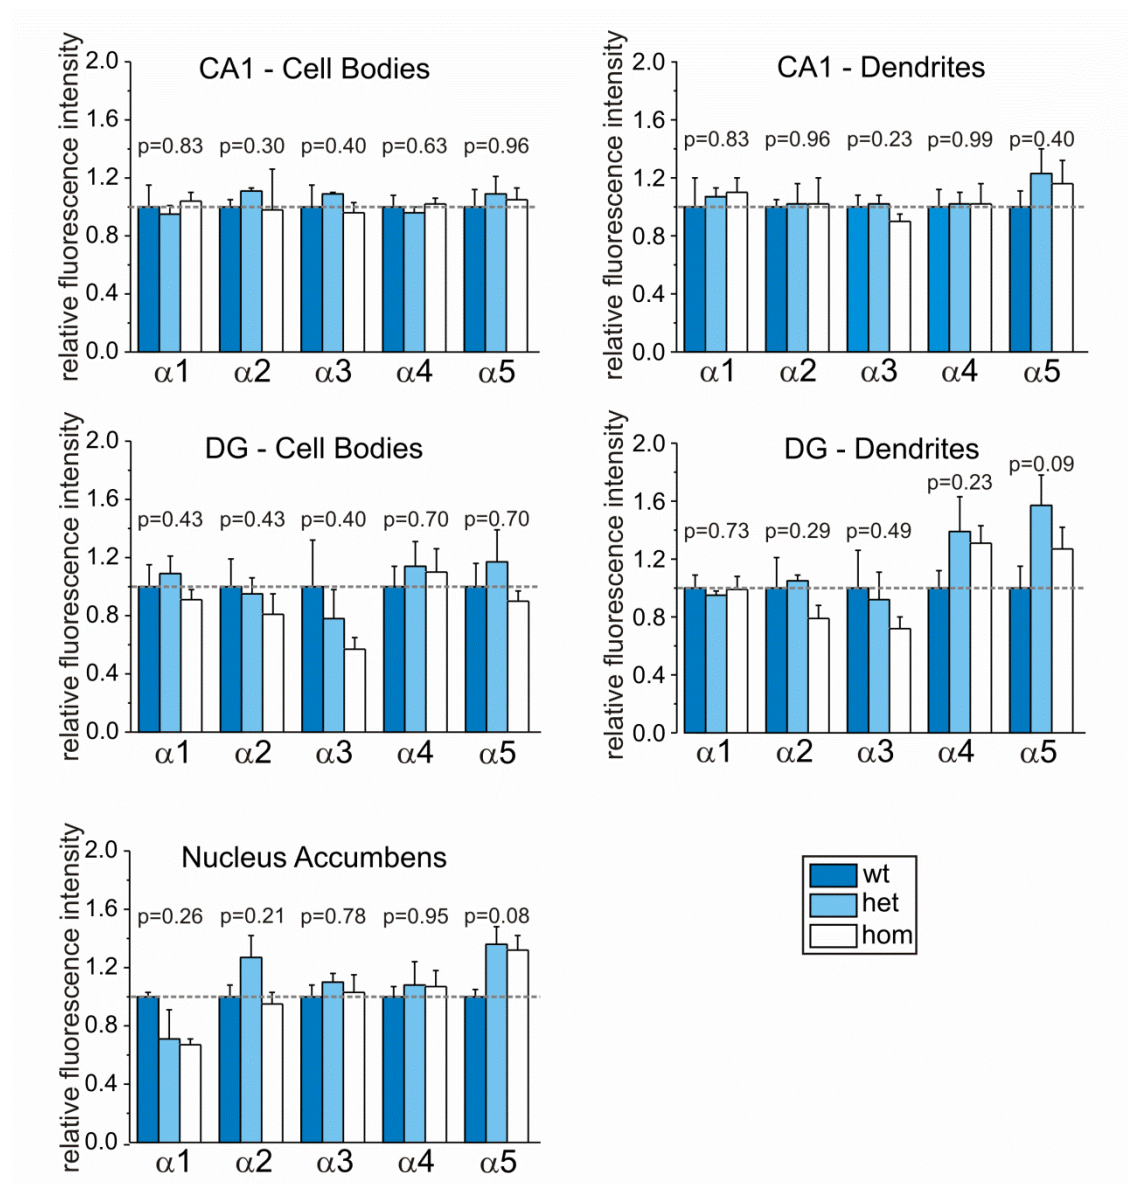 CA1 - Cell Bodies
relative fluorescence intensity
2.0
1.6
1.2
0.8
0.4
0.0
p=0.83 p=0.30 p=0.40 p=0.63 p=0.96
α1 α2 α3 α4 α5
CA1 - Dendrites
relative fluorescence intensity
2.0
1.6
1.2
0.8
0.4
0.0
p=0.83 p=0.96 p=0.23 p=0.99 p=0.40
α1 α2 α3 α4 α5
DG - Cell Bodies
relative fluorescence intensity
2.0
1.6
1.2
0.8
0.4
0.0
p=0.43 p=0.43 p=0.40 p=0.70 p=0.70
α1 α2 α3 α4 α5
DG - Dendrites
relative fluorescence intensity
2.0
1.6
1.2
0.8
0.4
0.0
p=0.73 p=0.29 p=0.49 p=0.23 p=0.09
α1 α2 α3 α4 α5
Nucleus Accumbens
relative fluorescence intensity
2.0
1.6
1.2
0.8
0.4
0.0
p=0.26 p=0.21 p=0.78 p=0.95 p=0.08
α1 α2 α3 α4 α5
wt
het
hom